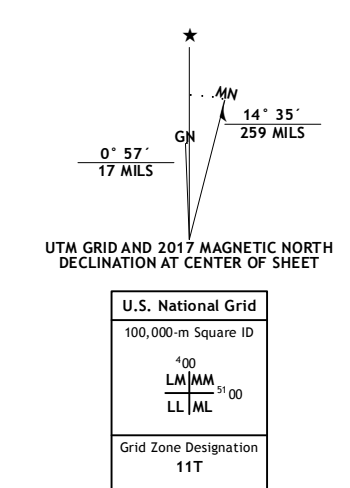 ★
MN
14° 35´
259 MILS
GN
0° 57´
17 MILS
UTM GRID AND 2017 MAGNETIC NORTH
DECLINATION AT CENTER OF SHEET
U.S. National Grid
100,000-m Square ID
⁴00
LM MM
⁵¹00
LL ML
Grid Zone Designation
11T